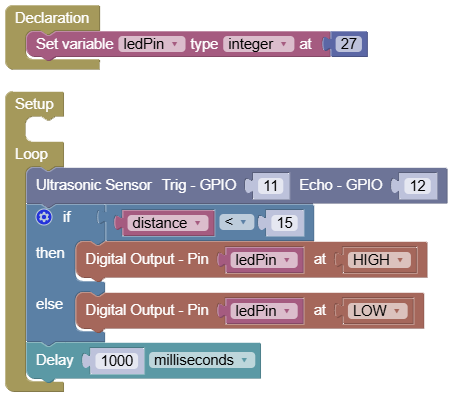 Declaration
Set variable ledPin type integer at 27
Setup
Loop
Ultrasonic Sensor Trig - GPIO 11 Echo - GPIO 12
if distance < 15
then Digital Output - Pin ledPin at HIGH
else Digital Output - Pin ledPin at LOW
Delay 1000 milliseconds